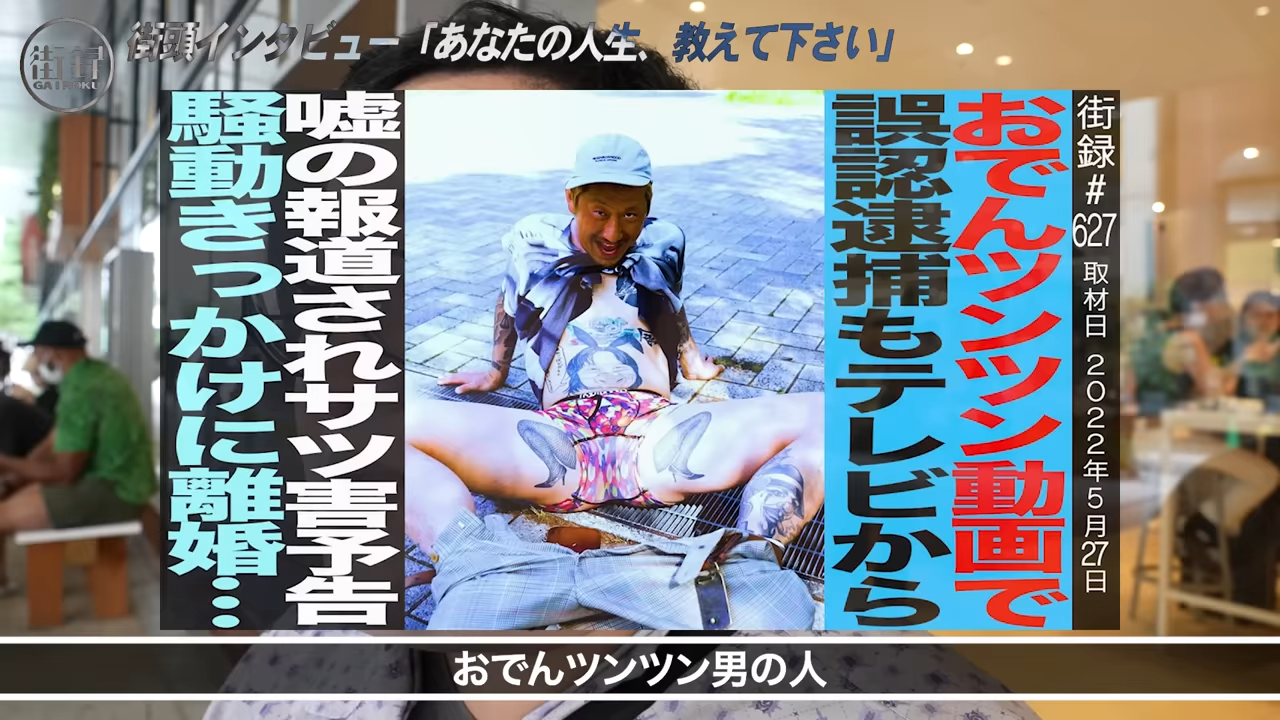 街録
GAIROKU
街頭インタビュー「あなたの人生、教えて下さい」
街録#627 取材日 2022年5月27日
おでんツンツン動画で
誤認逮捕もテレビから
嘘の報道されサツ害予告
騒動きっかけに離婚…
おでんツンツン男の人